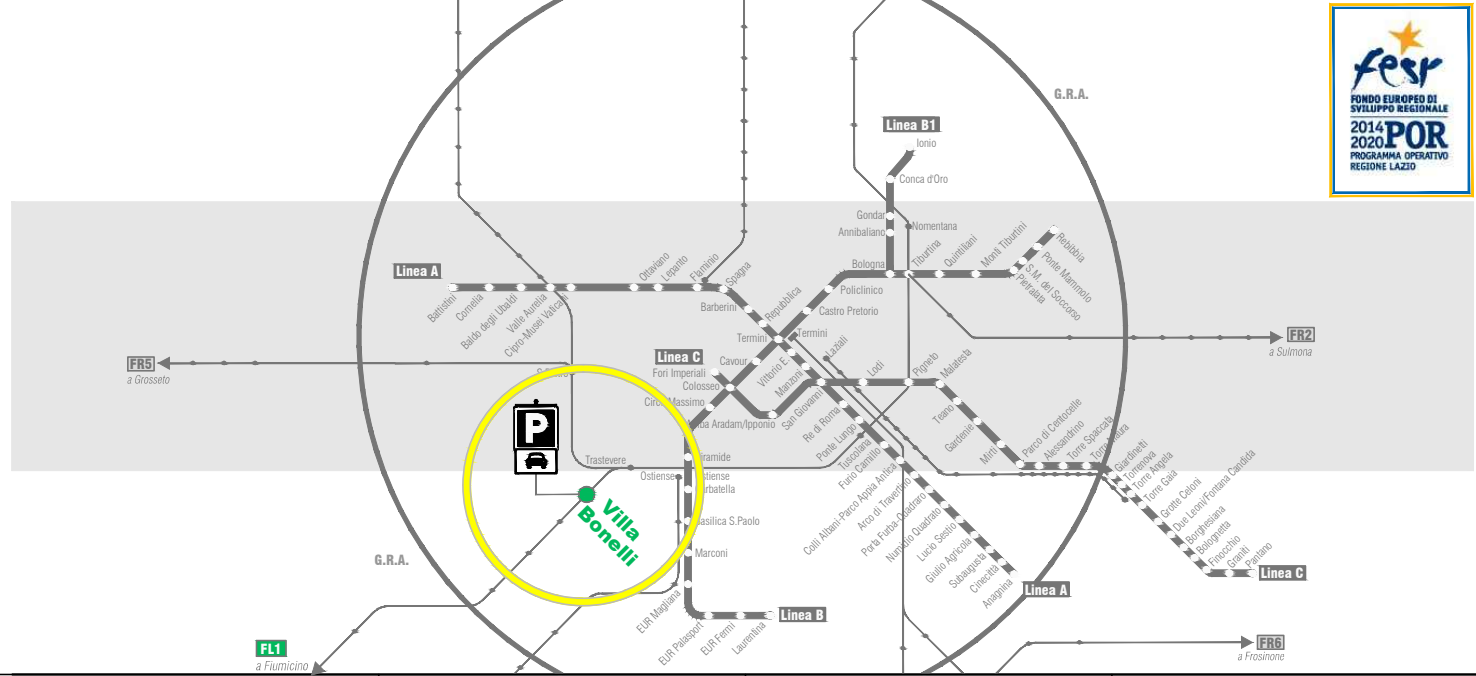 fesr
FONDO EUROPEO DI
SVILUPPO REGIONALE
2014
2020
POR
PROGRAMMA OPERATIVO
REGIONE LAZIO
G.R.A.
Linea B1
Ionio
Conca d'Oro
Gondar
Annibaliano
Nomentana
Bologna
Tiburtina
Quintiliani
Monti Tiburtini
Pietralata
S.M. del Soccorso
Ponte Mammolo
Rebibbia
Linea A
Battistini
Cornelia
Baldo degli Ubaldi
Valle Aurelia
Cipro-Musei Vaticani
Ottaviano
Lepanto
Flaminio
Spagna
Barberini
Repubblica
Policlinico
Castro Pretorio
Termini
Termini
Laziali
FR2
a Sulmona
FR5
a Grosseto
Linea C
Fori Imperiali
Cavour
Colosseo
Vittorio E.
Manzoni
San Giovanni
Lodi
Pigneto
Malatesta
Teano
Gardenie
Mirti
Parco di Centocelle
Alessandrino
Torre Spaccata
Giardinetti
Torrenova
Torre Angela
Torre Gaia
Grotte Celoni
Due Leoni/Fontana Candida
Borghesiana
Bolognetta
Finocchio
Graniti
Pantano
Linea C
P
Trastevere
Ostiense
Villa
Bonelli
Marconi
EUR Magliana
EUR Palasport
EUR Fermi
Laurentina
Linea B
Re di Roma
Ponte Lungo
Tuscolana
Furio Camillo
Colli Albani-Parco Appia Antica
Arco di Travertino
Porta Furba-Quadraro
Numidio Quadrato
Lucio Sestio
Giulio Agricola
Subaugusta
Cinecittà
Anagnina
Linea A
G.R.A.
FL1
a Fiumicino
FR6
a Frosinone